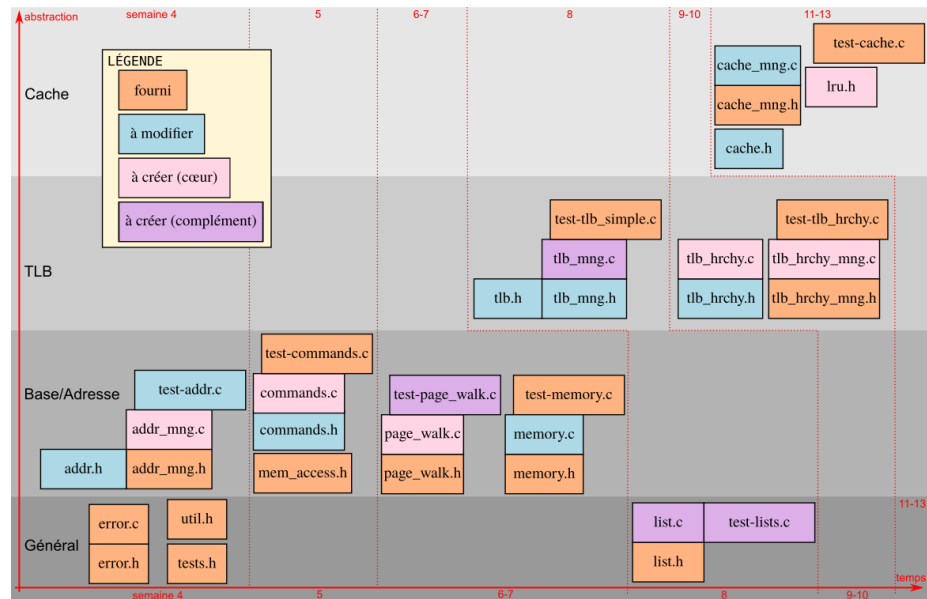 abstraction
semaine 4
5
6-7
8
9-10
11-13
LÉGENDE
fourni
à modifier
à créer (cœur)
à créer (complément)
Cache
test-cache.c
cache_mng.c
lru.h
cache_mng.h
cache.h
TLB
test-tlb_simple.c
test-tlb_hrchy.c
tlb_mng.c
tlb_hrchy.c
tlb_hrchy_mng.c
tlb.h
tlb_mng.h
tlb_hrchy.h
tlb_hrchy_mng.h
Base/Adresse
test-commands.c
test-addr.c
commands.c
test-page_walk.c
test-memory.c
addr_mng.c
commands.h
page_walk.c
memory.c
addr.h
addr_mng.h
mem_access.h
page_walk.h
memory.h
11-13
Général
error.c
util.h
list.c
test-lists.c
error.h
tests.h
list.h
temps
semaine 4
5
6-7
8
9-10